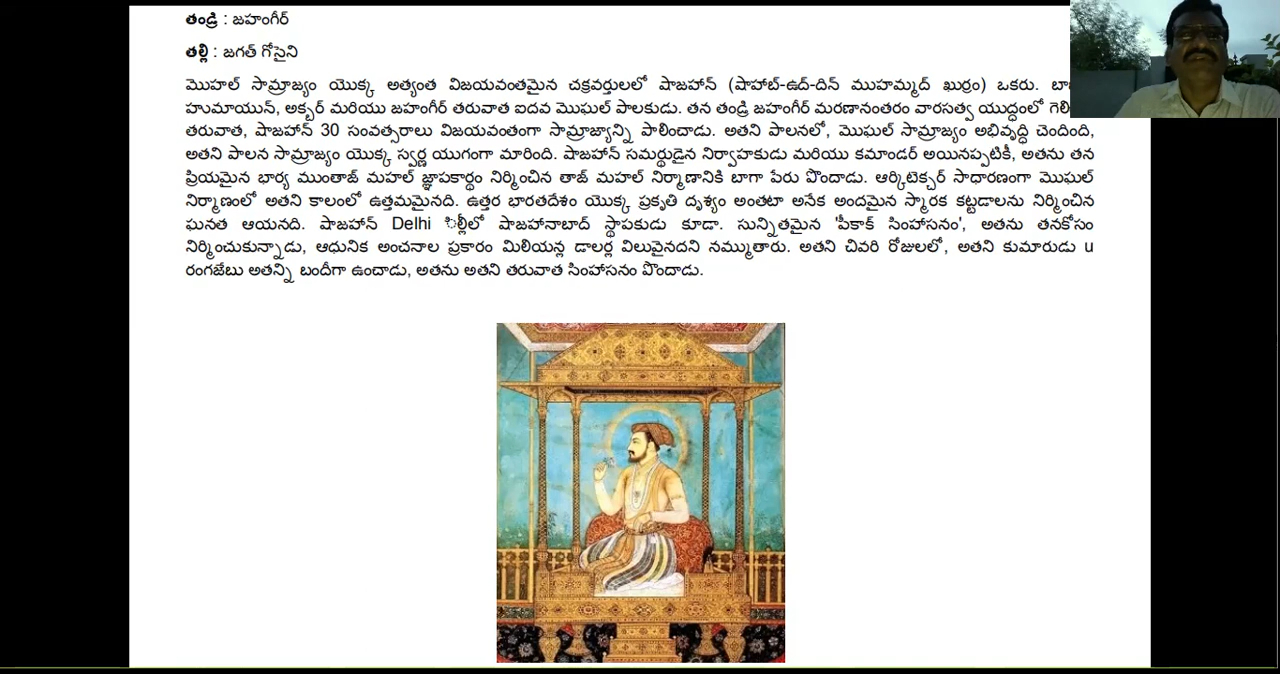 తండ్రి : జహంగీర్
తల్లి : జగత్ గోసైని
మొహల్ సామ్రాజ్యం యొక్క అత్యంత విజయవంతమైన చక్రవర్తులలో షాజహాన్ (షాహాబ్-ఉద్-దిన్ ముహమ్మద్ ఖుర్రం) ఒకరు.
హుమాయున్, అక్బర్ మరియు జహంగీర్ తరువాత ఐదవ మొఘల్ పాలకుడు. తన తండ్రి జహంగీర్ మరణానంతరం వారసత్వ యుద్ధంలో
తరువాత, షాజహాన్ 30 సంవత్సరాలు విజయవంతంగా సామ్రాజ్యాన్ని పాలించాడు. అతని పాలనలో, మొఘల్ సామ్రాజ్యం అభివృద్ధి చెందింది,
అతని పాలన సామ్రాజ్యం యొక్క స్వర్ణ యుగంగా మారింది. షాజహాన్ సమర్థుడైన నిర్వాహకుడు మరియు కమాండర్ అయినప్పటికీ, అతను తన
ప్రియమైన భార్య ముంతాజ్ మహల్ జ్ఞాపకార్థం నిర్మించిన తాజ్ మహల్ నిర్మాణానికి బాగా పేరు పొందాడు. ఆర్కిటెక్చర్ సాధారణంగా మొఘల్
నిర్మాణంలో అతని కాలంలో ఉత్తమమైనది. ఉత్తర భారతదేశం యొక్క ప్రకృతి దృశ్యం అంతటా అనేక అందమైన స్మారక కట్టడాలను నిర్మించిన
ఘనత ఆయనది. షాజహాన్ Delhi ిల్లీలో షాజహానాబాద్ స్థాపకుడు కూడా. సున్నితమైన 'పీకాక్ సింహాసనం', అతను తనకోసం
నిర్మించుకున్నాడు, ఆధునిక అంచనాల ప్రకారం మిలియన్ల డాలర్ల విలువైనదని నమ్ముతారు. అతని చివరి రోజులలో, అతని కుమారుడు u
రంగజేబు అతన్ని బందీగా ఉంచాడు, అతను అతని తరువాత సింహాసనం పొందాడు.